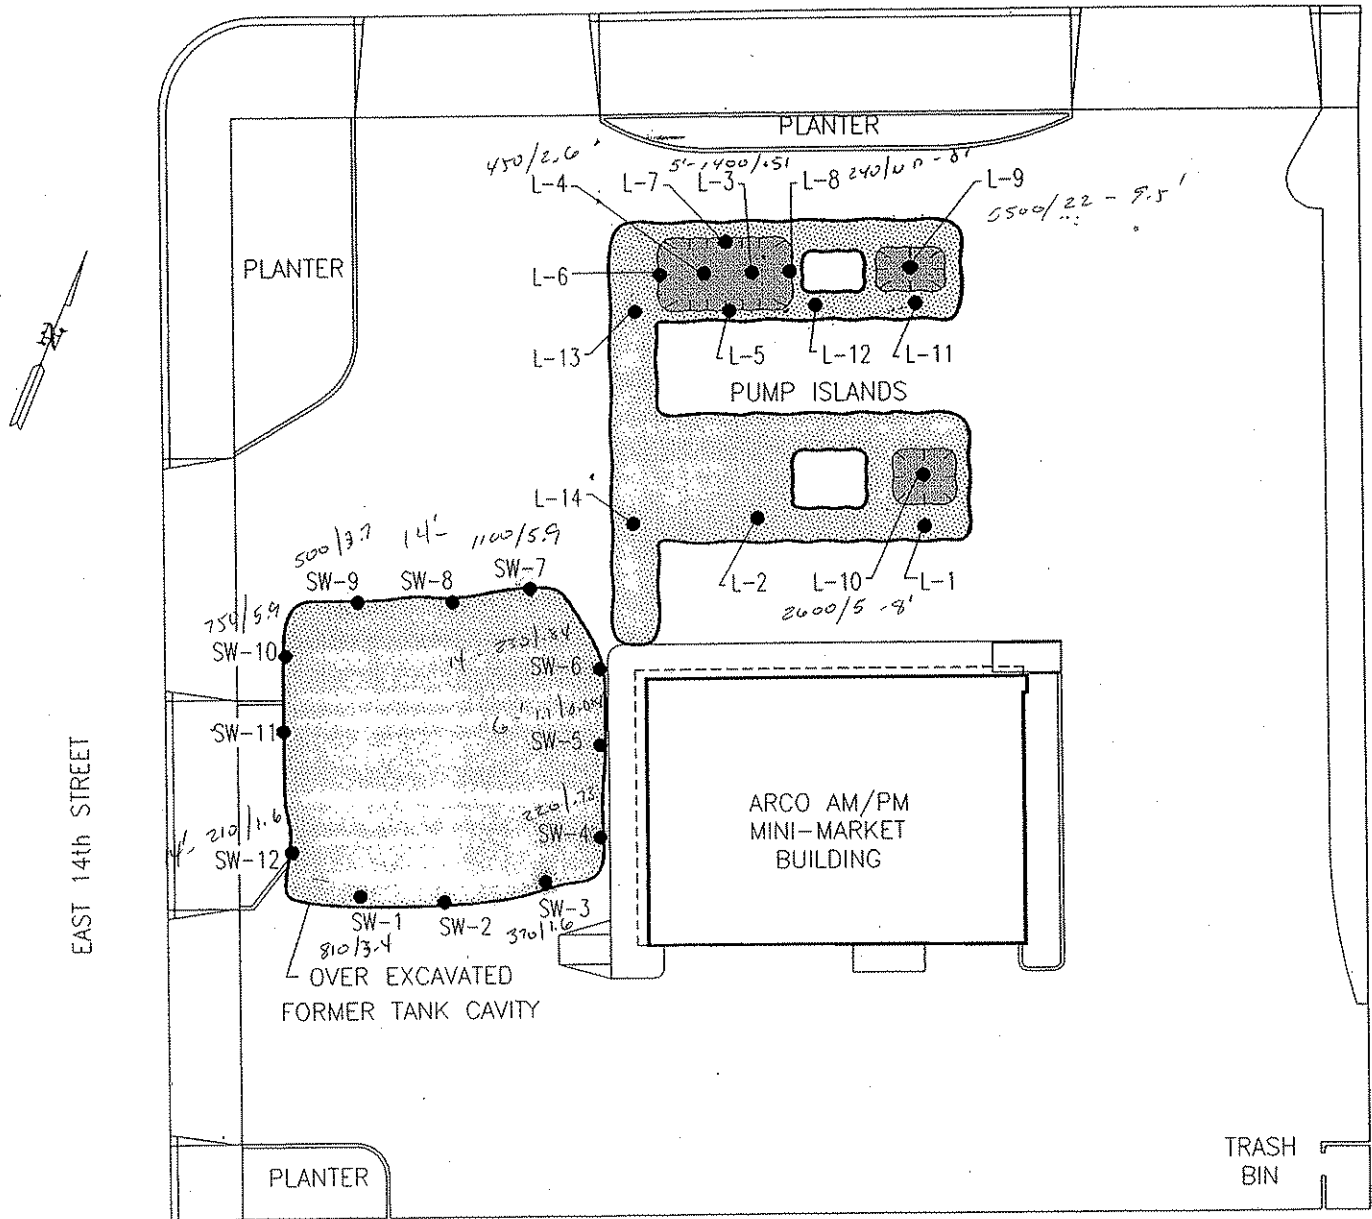 PLANTER
450/2.6
5'-1400/.51
240/ND - 8'
L-4
L-7
L-3
L-8
L-9
5500/22 - 9.5'
PLANTER
L-6
N
L-13
L-5
L-12
L-11
PUMP ISLANDS
L-14
500/3.7
14'-
1100/5.9
SW-9
SW-8
SW-7
L-2
L-10
L-1
2600/5 -8'
750/5.9
SW-10
SW-6
SW-11
6'
SW-5
EAST 14th STREET
ARCO AM/PM
MINI-MARKET
BUILDING
SW-4
210/1.6
SW-12
SW-1
SW-2
SW-3
810/3.4
370/1.6
OVER EXCAVATED
FORMER TANK CAVITY
PLANTER
TRASH
BIN